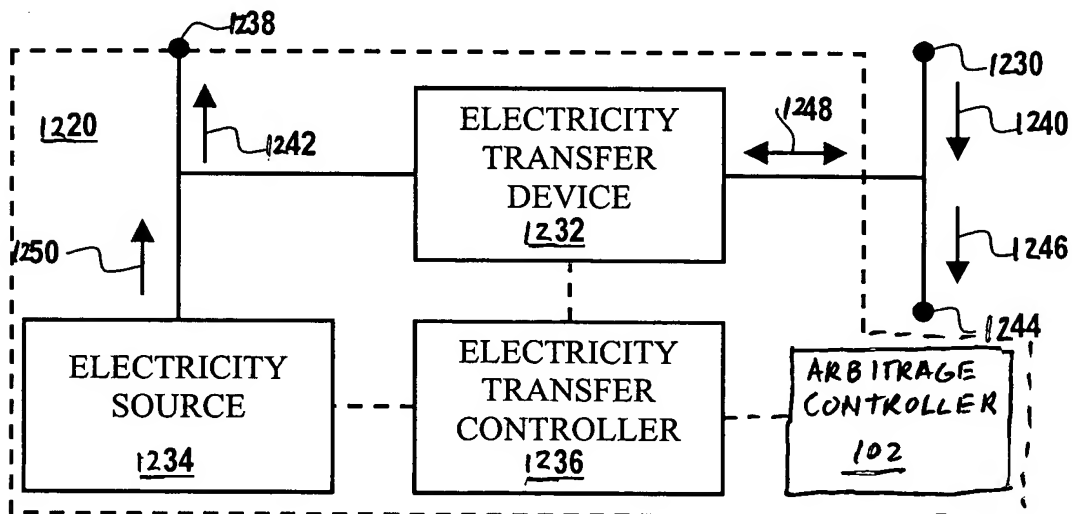 1238
1230
1220
1242
ELECTRICITY
TRANSFER
DEVICE
1232
1248
1240
1250
1246
1244
ELECTRICITY
SOURCE
1234
ELECTRICITY
TRANSFER
CONTROLLER
1236
ARBITRAGE
CONTROLLER
102